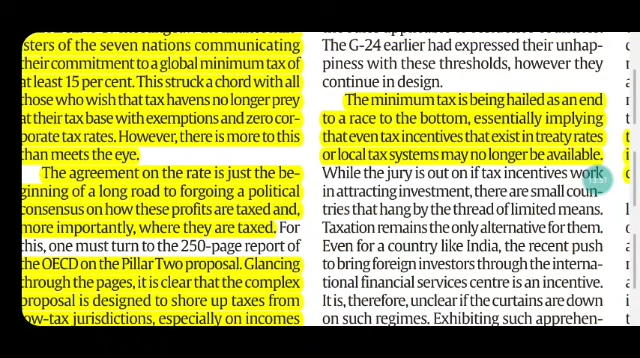 sters of the seven nations communicating
their commitment to a global minimum tax of
at least 15 per cent. This struck a chord with all
those who wish that tax havens no longer prey
at their tax base with exemptions and zero cor-
porate tax rates. However, there is more to this
than meets the eye.
The agreement on the rate is just the be-
ginning of a long road to forgoing a political
consensus on how these profits are taxed and,
more importantly, where they are taxed. For
this, one must turn to the 250-page report of
the OECD on the Pillar Two proposal. Glancing
through the pages, it is clear that the complex
proposal is designed to shore up taxes from
low-tax jurisdictions, especially on incomes
The G-24 earlier had expressed their unhap-
piness with these thresholds, however they
continue in design.
The minimum tax is being hailed as an end
to a race to the bottom, essentially implying
that even tax incentives that exist in treaty rates
or local tax systems may no longer be available.
While the jury is out on if tax incentives work
in attracting investment, there are small coun-
tries that hang by the thread of limited means.
Taxation remains the only alternative for them.
Even for a country like India, the recent push
to bring foreign investors through the interna-
tional financial services centre is an incentive.
It is, therefore, unclear if the curtains are down
on such regimes. Exhibiting such apprehen-
13:51